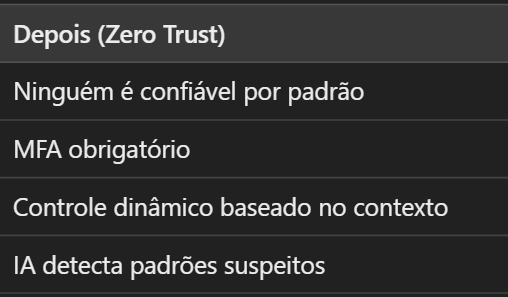 Depois (Zero Trust)
Ninguém é confiável por padrão
MFA obrigatório
Controle dinâmico baseado no contexto
IA detecta padrões suspeitos